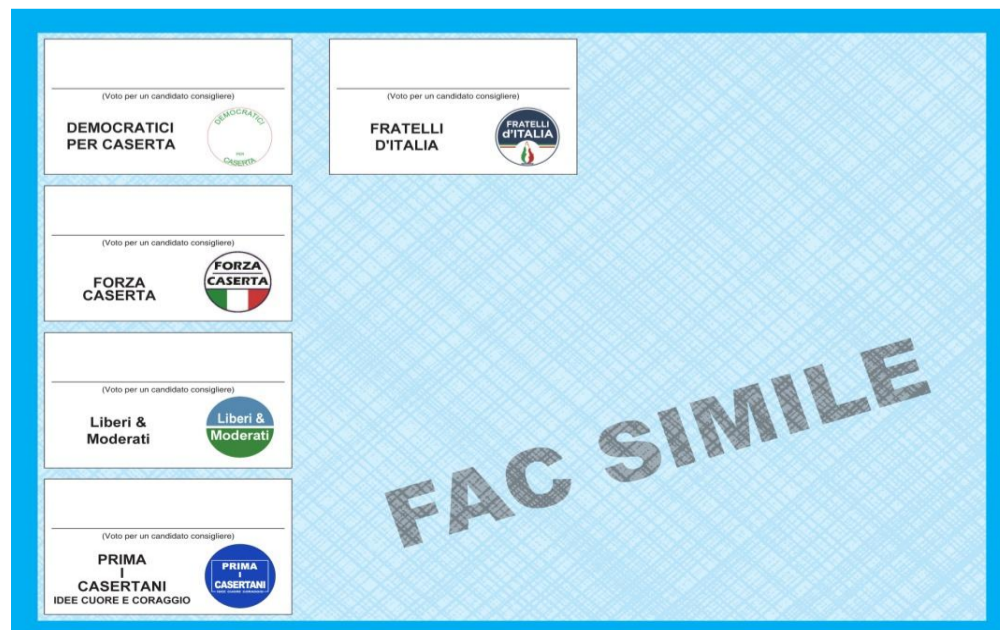 (Voto per un candidato consigliere)
DEMOCRATICI
PER CASERTA
DEMOCRATICI
PER
CASERTA
(Voto per un candidato consigliere)
FORZA
CASERTA
FORZA
CASERTA
(Voto per un candidato consigliere)
Liberi &
Moderati
Liberi &
Moderati
(Voto per un candidato consigliere)
PRIMA
I
CASERTANI
IDEE CUORE E CORAGGIO
PRIMA
I
CASERTANI
(Voto per un candidato consigliere)
FRATELLI
D'ITALIA
FRATELLI
d'ITALIA
FAC SIMILE